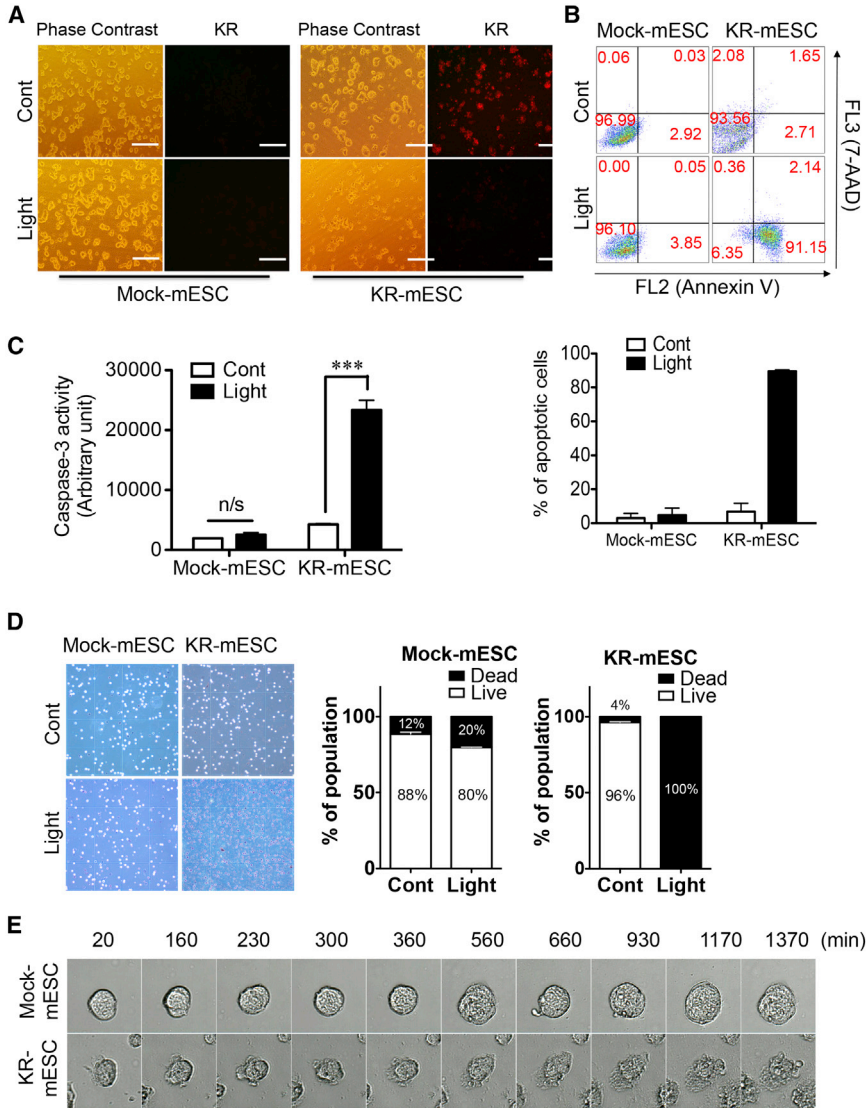 A
Phase Contrast KR Phase Contrast KR
Cont
Light
Mock-mESC KR-mESC
B
Mock-mESC KR-mESC
Cont
0.06 0.03 2.08 1.65
96.99 2.92 93.56 2.71
Light
0.00 0.05 0.36 2.14
96.10 3.85 6.35 91.15
FL3 (7-AAD)
FL2 (Annexin V)
C
Caspase-3 activity
(Arbitrary unit)
30000
20000
10000
0
Cont
Light
n/s
***
Mock-mESC KR-mESC
% of apoptotic cells
100
80
60
40
20
0
Cont
Light
Mock-mESC KR-mESC
D
Mock-mESC KR-mESC
Cont
Light
Mock-mESC
Dead
Live
% of population
100
50
0
12% 20%
88% 80%
Cont Light
KR-mESC
Dead
Live
% of population
100
50
0
4%
96% 100%
Cont Light
E
20 160 230 300 360 560 660 930 1170 1370 (min)
Mock-
mESC
KR-
mESC